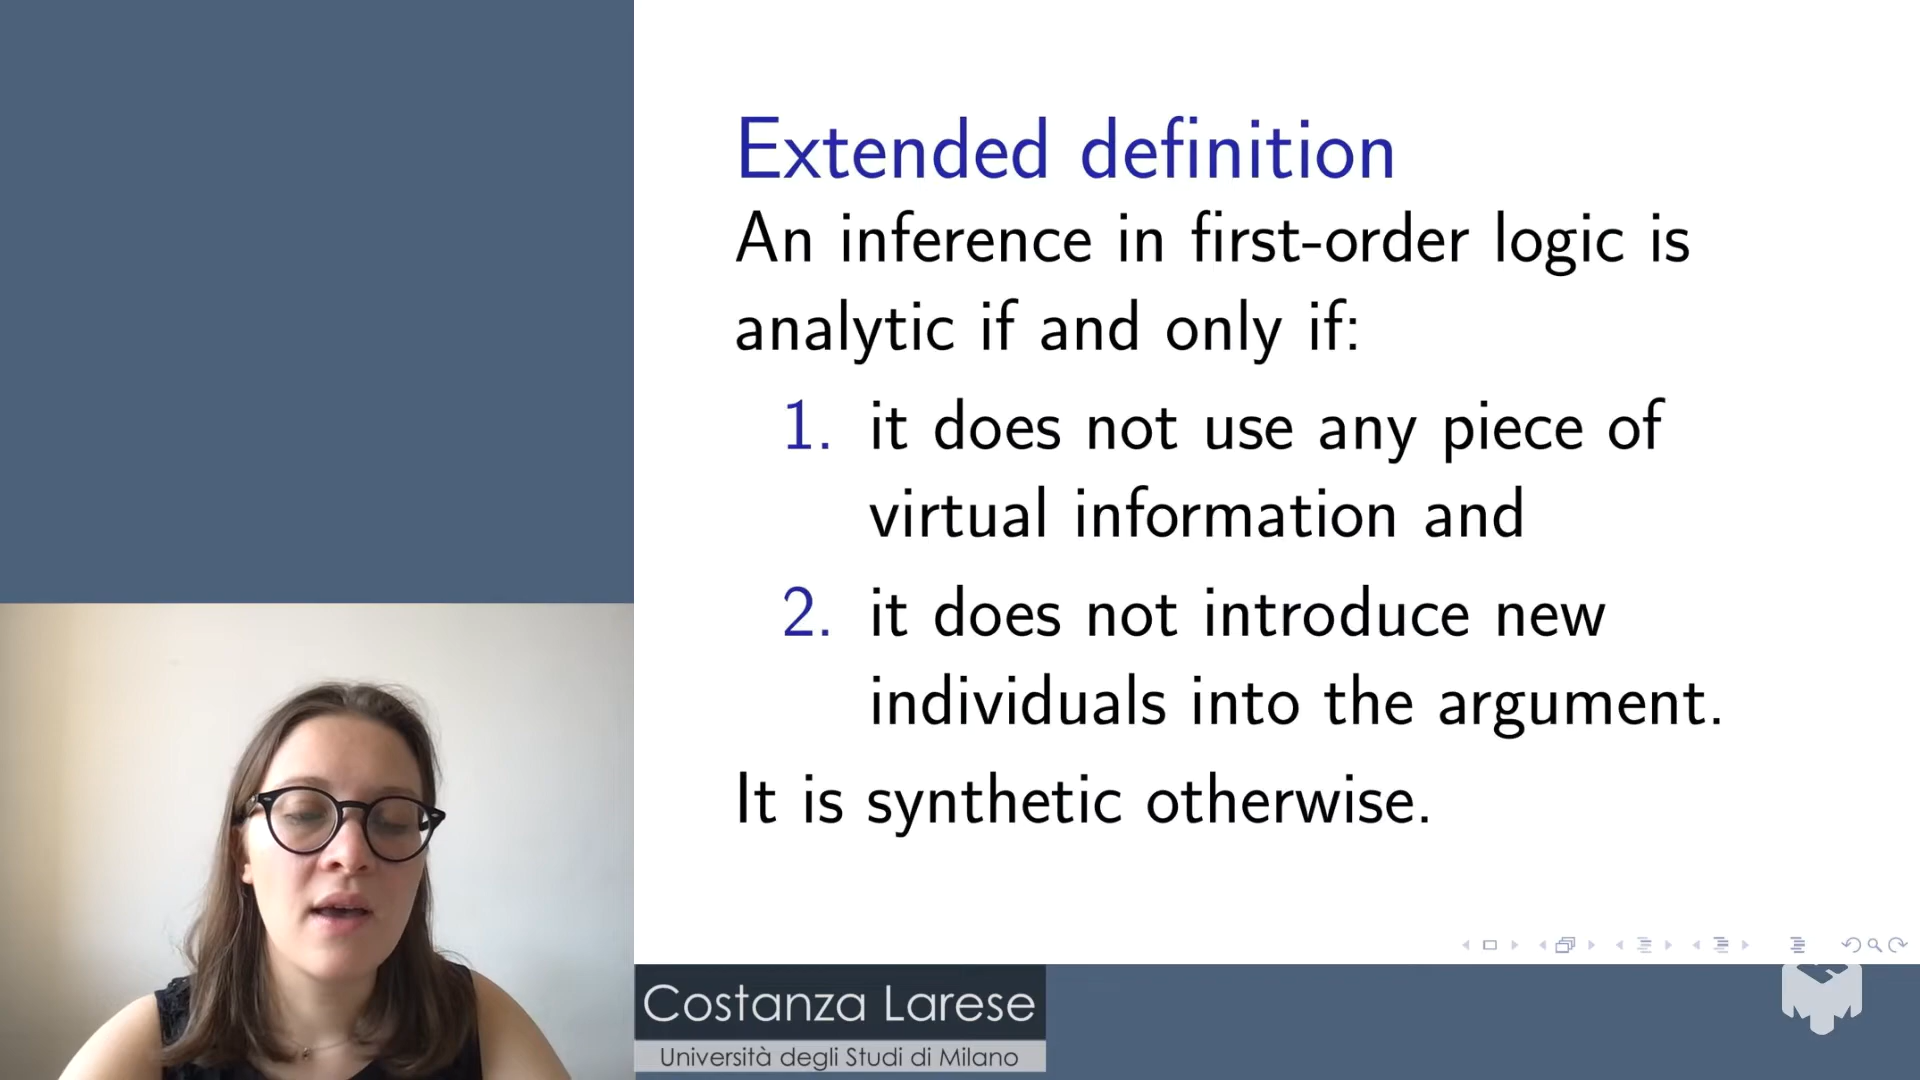 Extended definition
An inference in first-order logic is
analytic if and only if:
1. it does not use any piece of
virtual information and
2. it does not introduce new
individuals into the argument.
It is synthetic otherwise.
Costanza Larese
Università degli Studi di Milano